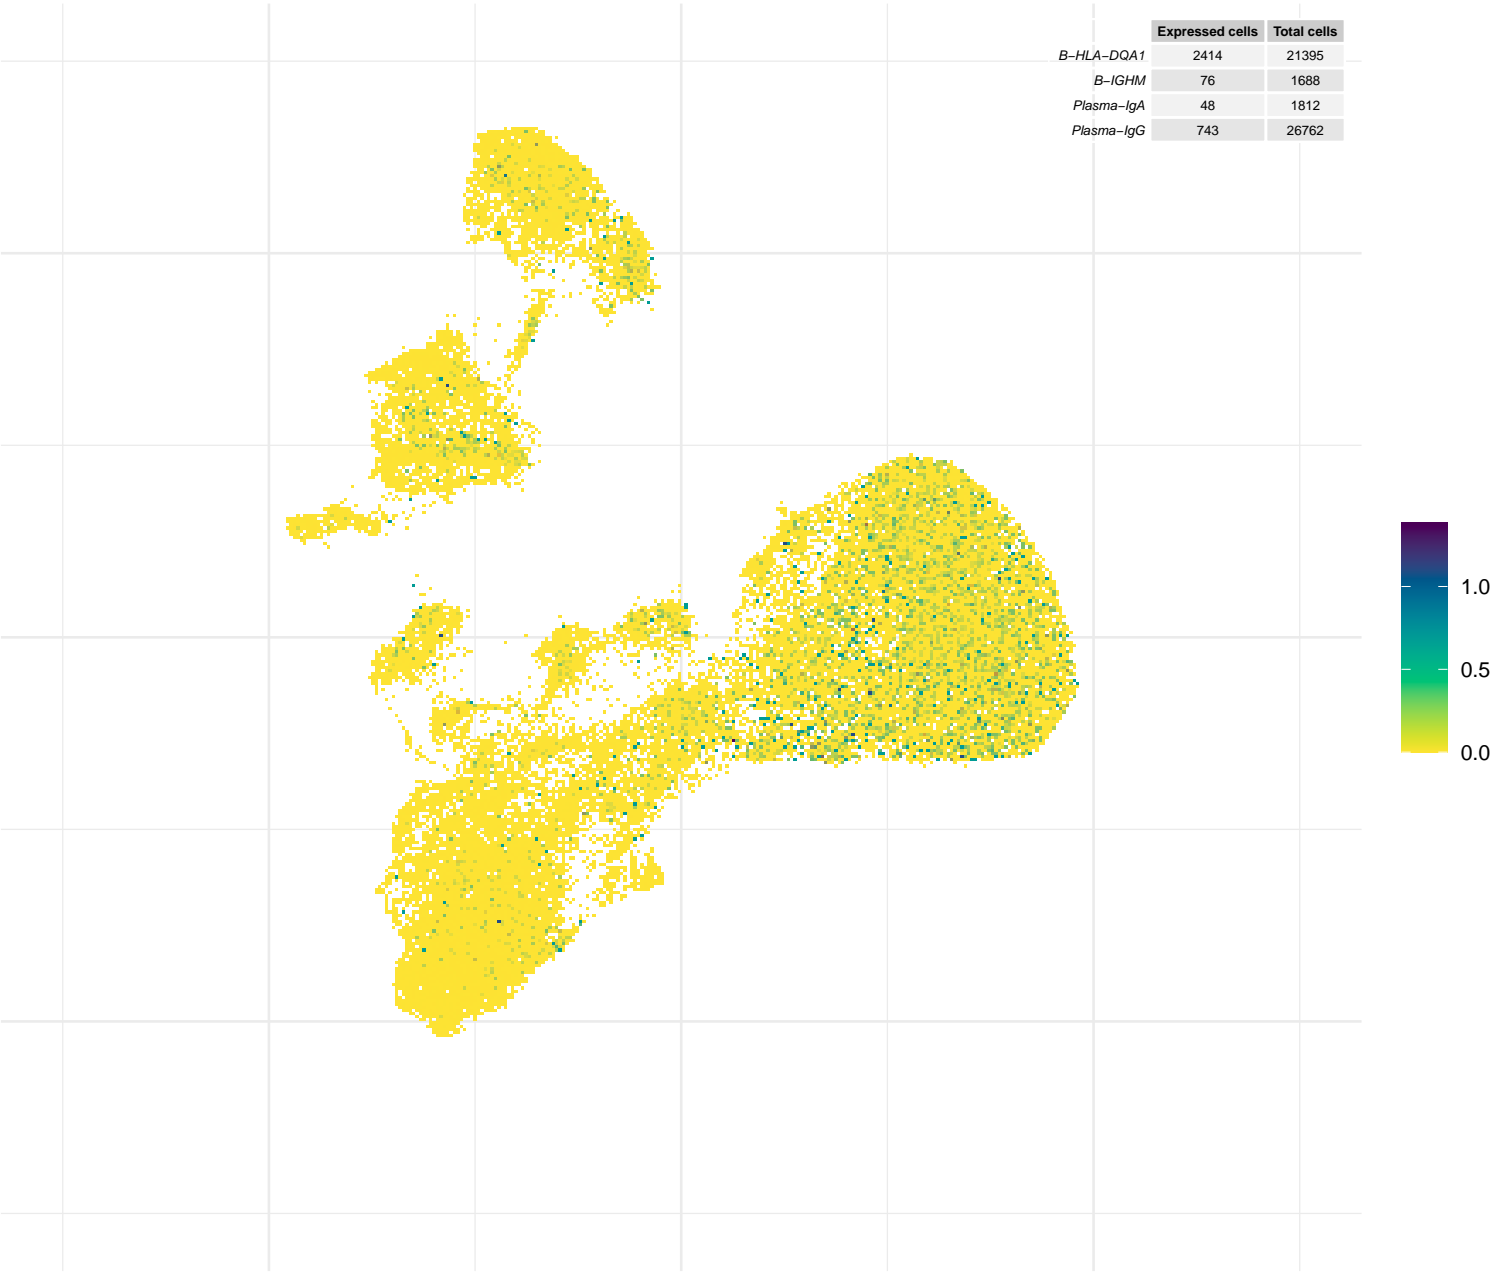 Expressed cells Total cells
B−HLA−DQA1 2414 21395
B−IGHM 76 1688
Plasma−IgA 48 1812
Plasma−IgG 743 26762
1.0
0.5
0.0